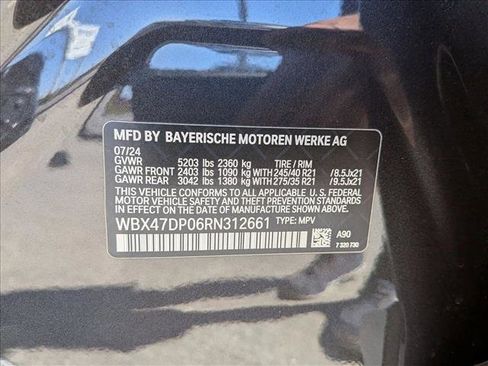 MFD BY BAYERISCHE MOTOREN WERKE AG
07/24
GVWR 5203 lbs 2360 kg TIRE / RIM
GAWR FRONT 2403 lbs 1090 kg 245/40 R21 /8.5Jx21
GAWR REAR 3042 lbs 1380 kg 275/35 R21 /9.5Jx21
THIS VEHICLE CONFORMS TO ALL APPLICABLE U.S. FEDERAL
MOTOR VEHICLE SAFETY AND THEFT PREVENTION STANDARDS
IN EFFECT ON THE DATE OF MANUFACTURE SHOWN ABOVE.
WBX47DP06RN312661 TYPE: MPV
A90
7 320 730